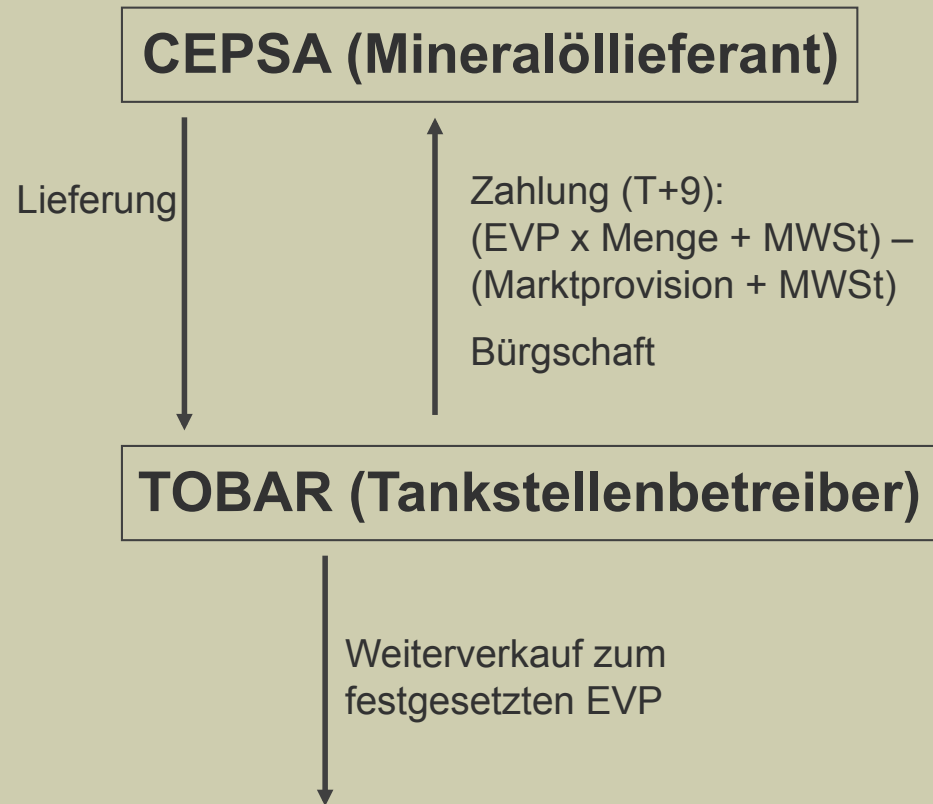 CEPSA (Mineralöllieferant)
Lieferung
Zahlung (T+9):
(EVP x Menge + MWSt) –
(Marktprovision + MWSt)
Bürgschaft
TOBAR (Tankstellenbetreiber)
Weiterverkauf zum
festgesetzten EVP